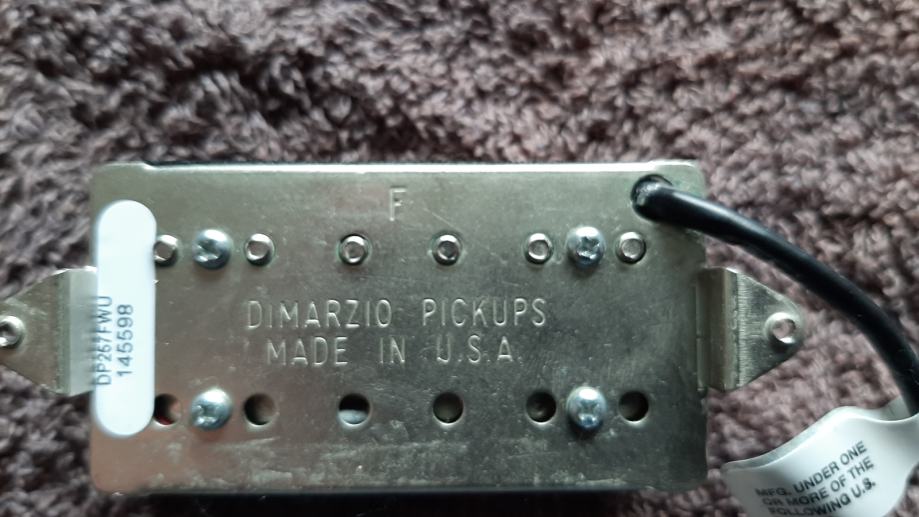 F
DIMARZIO PICKUPS
MADE IN U.S.A.
DP257FWU
145598
MFG. UNDER ONE
OR MORE OF THE
FOLLOWING U.S.